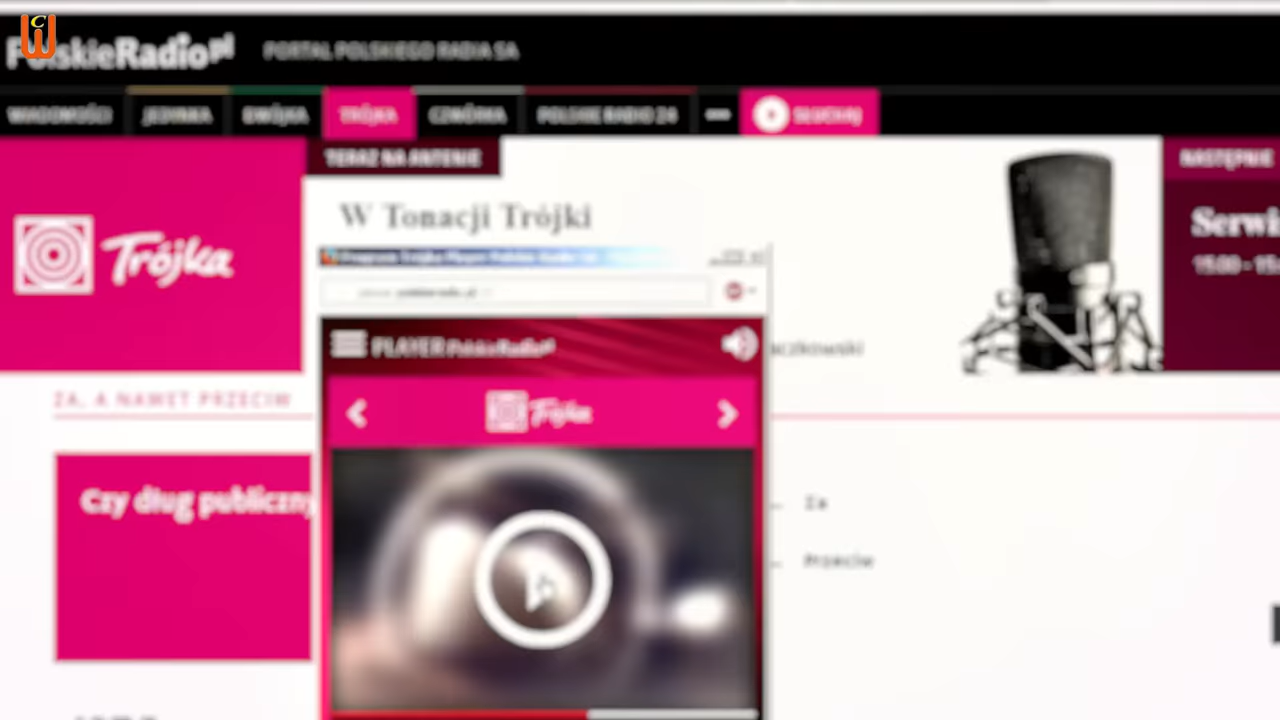 PolskieRadio.pl PORTAL POLSKIEGO RADIA SA
WIADOMOŚCI JEDYNKA DWÓJKA TRÓJKA CZWÓRKA POLSKIE RADIO 24 SŁUCHAJ
TERAZ NA ANTENIE
NASTĘPNIE
W Tonacji Trójki
Serwi
Trójka
PLAYER PolskieRadio.pl
ZA, A NAWET PRZECIW
Trójka
Czy dług publiczny
Za
Przeciw